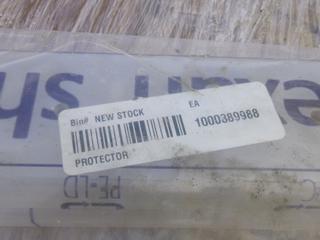 Bin# NEW STOCK EA
1000389988
PROTECTOR
PE-LD